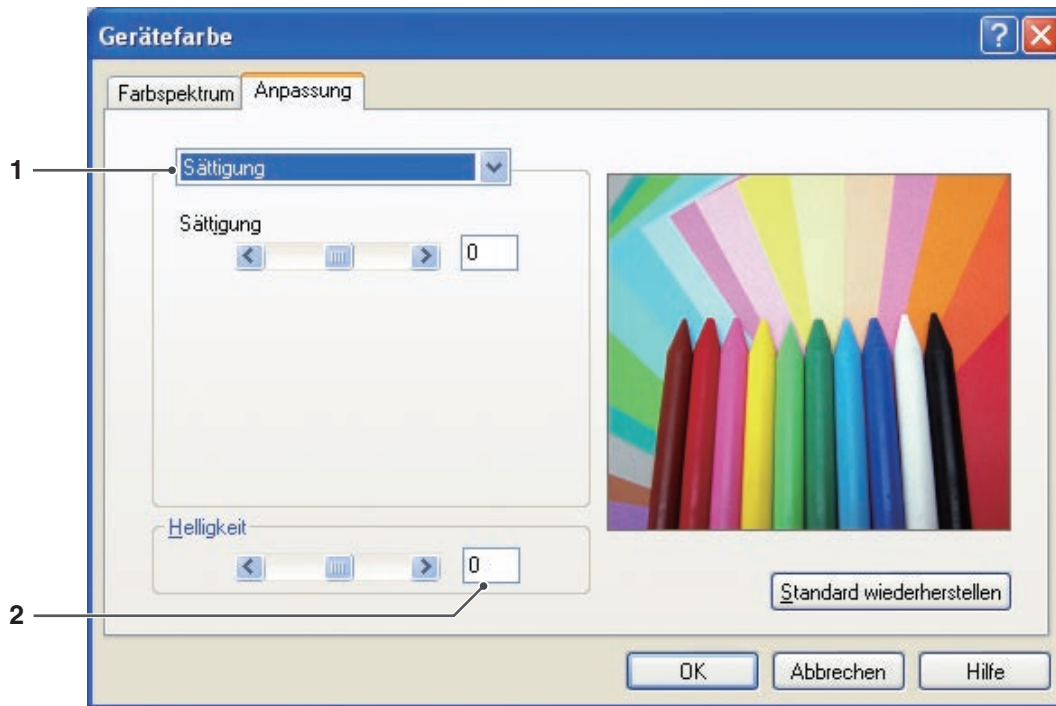 Gerätefarbe
Farbspektrum
Anpassung
1
Sättigung
Sättigung
0
Helligkeit
0
2
Standard wiederherstellen
OK
Abbrechen
Hilfe